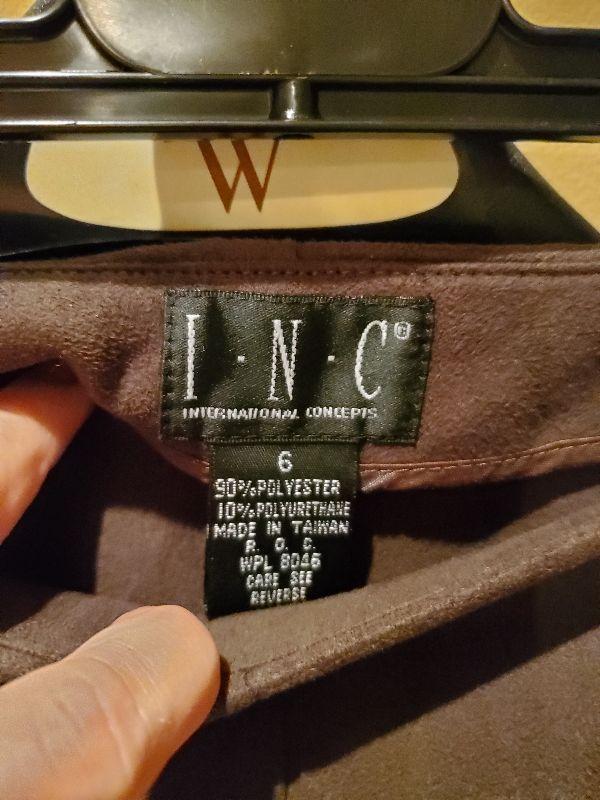 W
I·N·C®
INTERNATIONAL CONCEPTS
6
90% POLYESTER
10% POLYURETHANE
MADE IN TAIWAN
R. O. C.
WPL 8046
CARE SEE
REVERSE